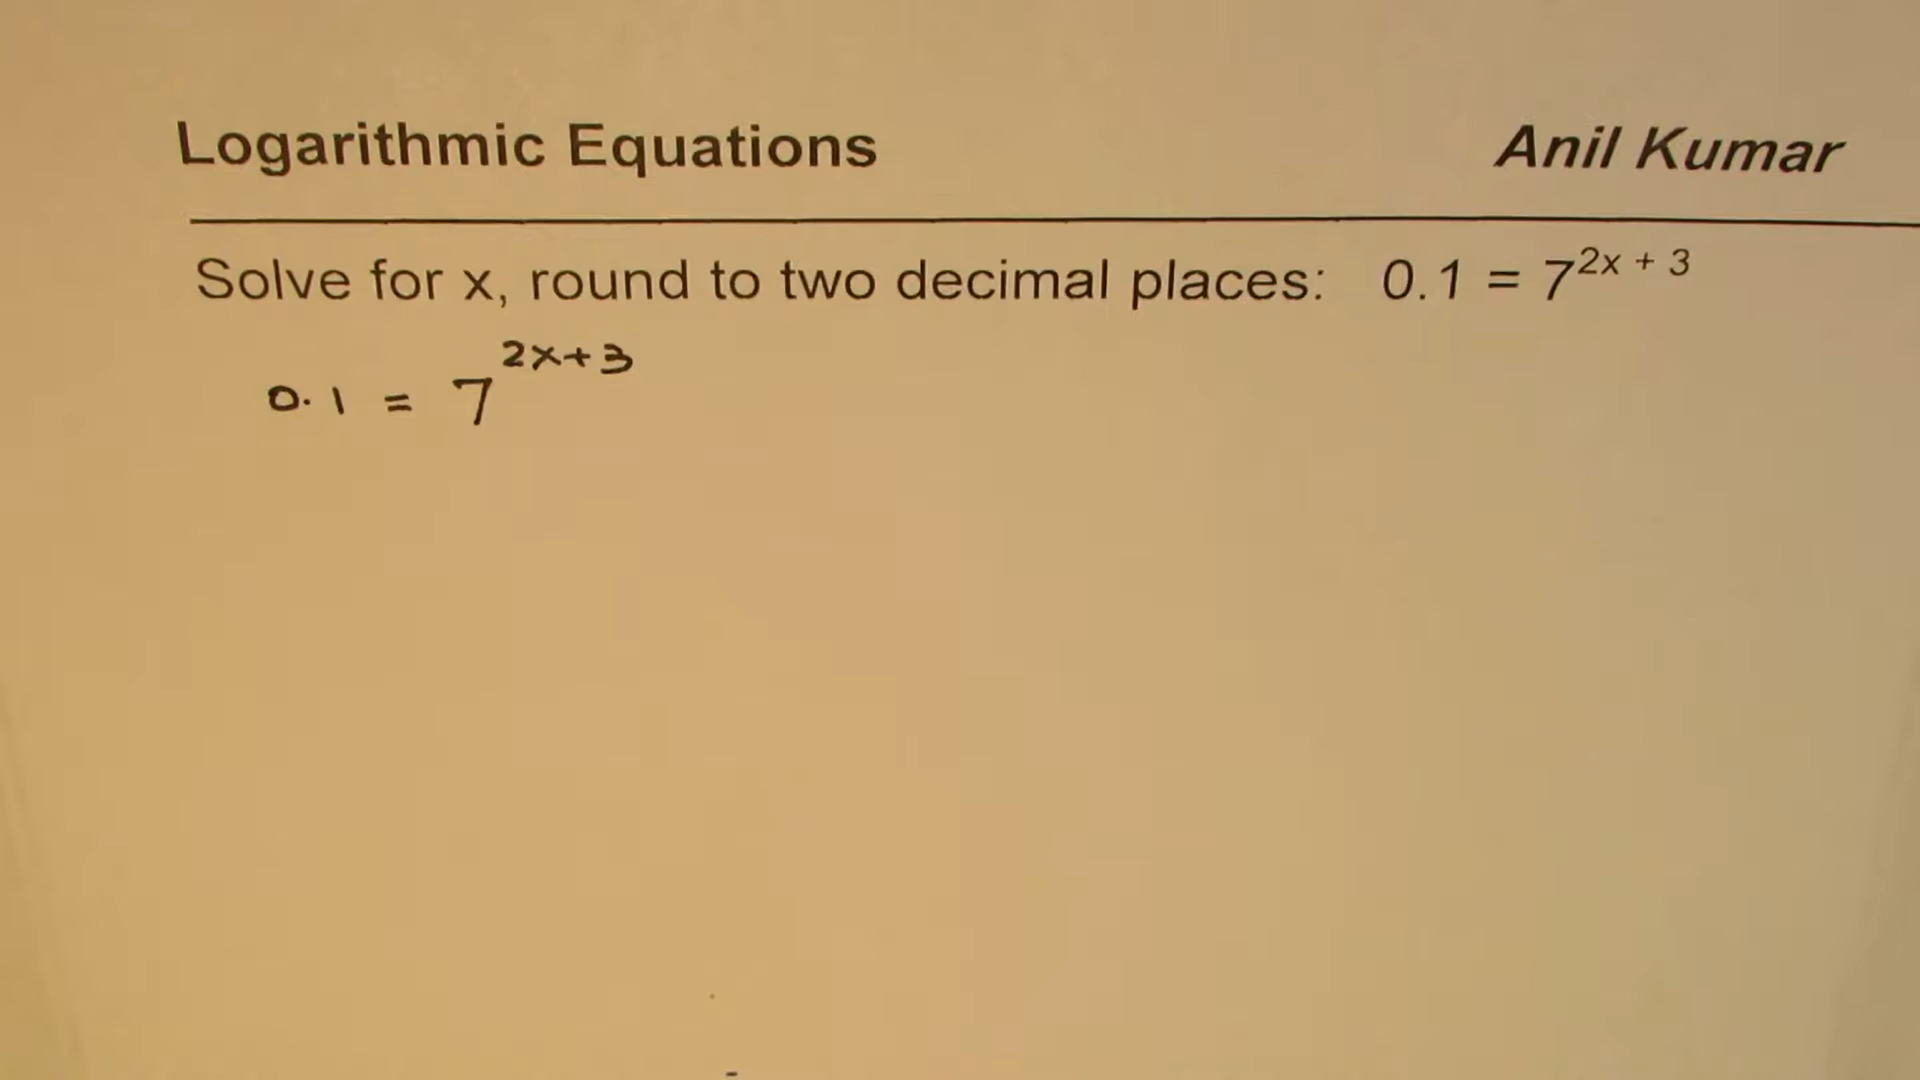 Logarithmic Equations Anil Kumar
Solve for x, round to two decimal places: 0.1 = 7^{2x + 3}
0.1 = 7^{2x+3}